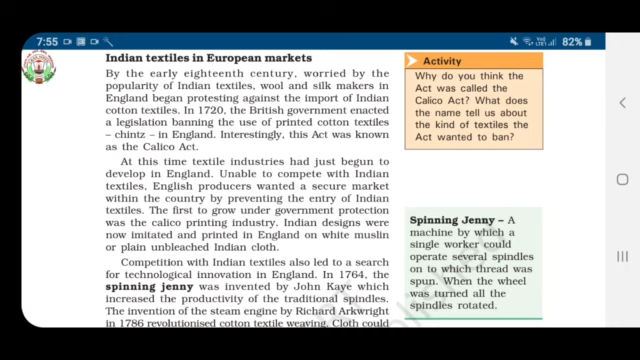 7:55
82%
Indian textiles in European markets
By the early eighteenth century, worried by the
popularity of Indian textiles, wool and silk makers in
England began protesting against the import of Indian
cotton textiles. In 1720, the British government enacted
a legislation banning the use of printed cotton textiles
– chintz – in England. Interestingly, this Act was known
as the Calico Act.
At this time textile industries had just begun to
develop in England. Unable to compete with Indian
textiles, English producers wanted a secure market
within the country by preventing the entry of Indian
textiles. The first to grow under government protection
was the calico printing industry. Indian designs were
now imitated and printed in England on white muslin
or plain unbleached Indian cloth.
Competition with Indian textiles also led to a search
for technological innovation in England. In 1764, the
spinning jenny was invented by John Kaye which
increased the productivity of the traditional spindles.
The invention of the steam engine by Richard Arkwright
in 1786 revolutionised cotton textile weaving. Cloth could
Activity
Why do you think the
Act was called the
Calico Act? What does
the name tell us about
the kind of textiles the
Act wanted to ban?
Spinning Jenny – A
machine by which a
single worker could
operate several spindles
on to which thread was
spun. When the wheel
was turned all the
spindles rotated.